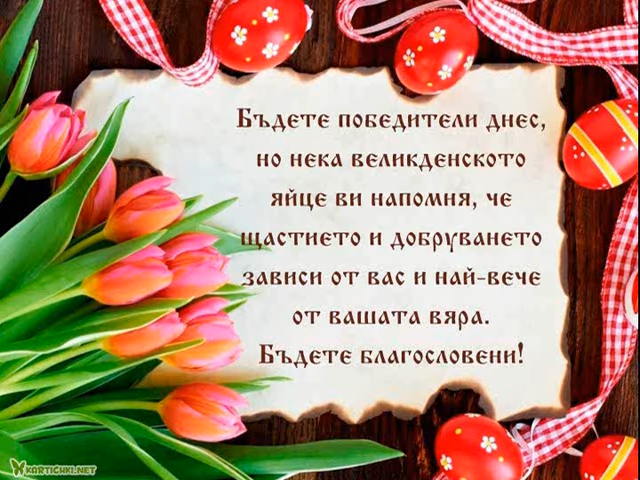 Бъдете победители днес,
но нека великденското
яйце ви напомня, че
щастието и добруването
зависи от вас и най-вече
от вашата вяра.
Бъдете благословени!
KARTICHKI.NET